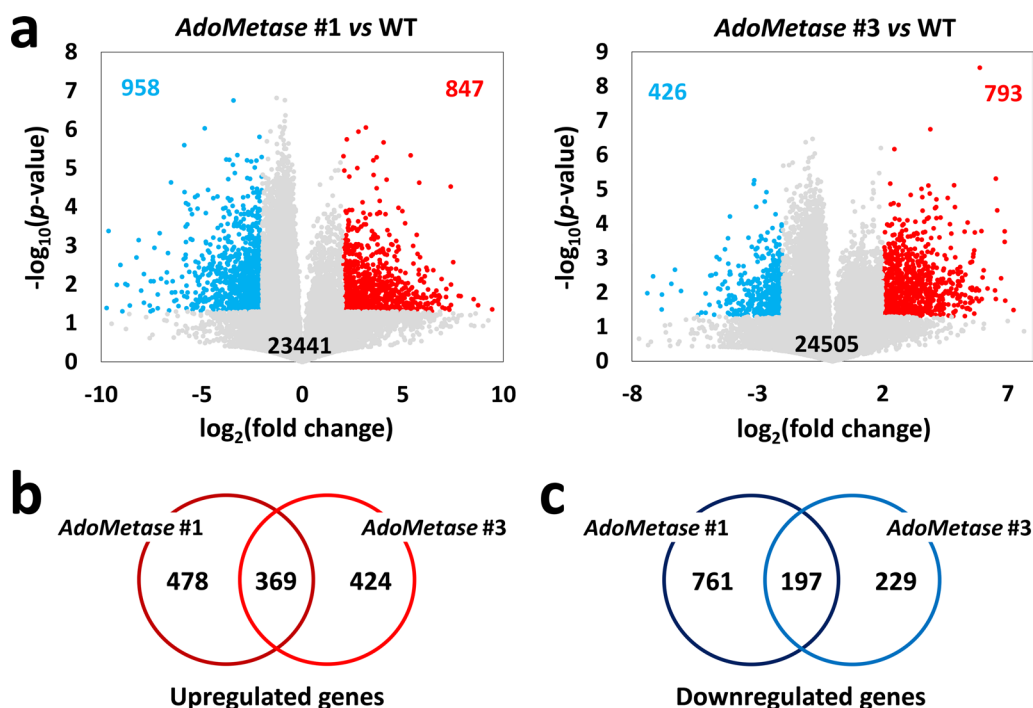 a
AdoMetase #1 vs WT
8
7
6
5
4
3
2
1
0
-log10(p-value)
958
847
23441
-10
-5
0
5
10
log2(fold change)
AdoMetase #3 vs WT
9
8
7
6
5
4
3
2
1
0
-log10(p-value)
426
793
24505
-8
-3
2
7
log2(fold change)
b
AdoMetase #1
AdoMetase #3
478
369
424
Upregulated genes
c
AdoMetase #1
AdoMetase #3
761
197
229
Downregulated genes